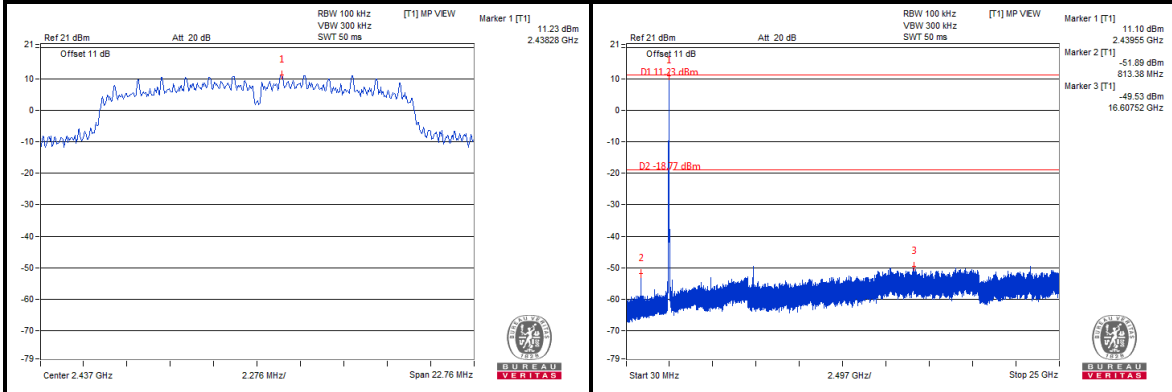 RBW 100 kHz [T1] MP VIEW
VBW 300 kHz
Ref 21 dBm Att 20 dB SWT 50 ms
Marker 1 [T1]
11.23 dBm
2.43828 GHz
21
Offset 11 dB
1
10
0
-10
-20
-30
-40
-50
-60
-70
-79
Center 2.437 GHz 2.276 MHz/ Span 22.76 MHz
BUREAU VERITAS
1828
BUREAU
VERITAS
RBW 100 kHz [T1] MP VIEW
VBW 300 kHz
Ref 21 dBm Att 20 dB SWT 50 ms
Marker 1 [T1]
11.10 dBm
2.43955 GHz
Marker 2 [T1]
-51.89 dBm
813.38 MHz
Marker 3 [T1]
-49.53 dBm
16.60752 GHz
21
Offset 11 dB
1
D1 11.23 dBm
10
0
-10
D2 -18.77 dBm
-20
-30
-40
2
3
-50
-60
-70
-79
Start 30 MHz 2.497 GHz/ Stop 25 GHz
BUREAU VERITAS
1828
BUREAU
VERITAS